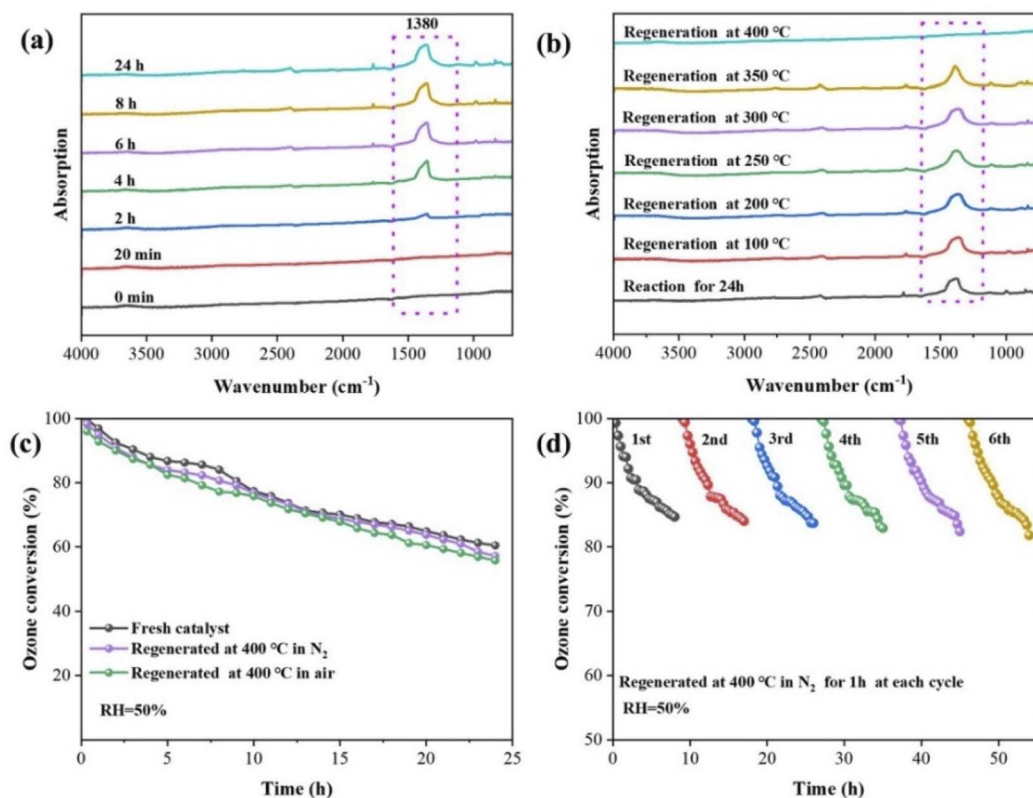 (a)
1380
24 h
8 h
6 h
4 h
2 h
20 min
0 min
Absorption
4000 3500 3000 2500 2000 1500 1000
Wavenumber (cm⁻¹)
(b)
Regeneration at 400 °C
Regeneration at 350 °C
Regeneration at 300 °C
Regeneration at 250 °C
Regeneration at 200 °C
Regeneration at 100 °C
Reaction for 24h
Absorption
4000 3500 3000 2500 2000 1500 1000
Wavenumber (cm⁻¹)
(c)
100
80
60
40
20
0
Ozone conversion (%)
Fresh catalyst
Regenerated at 400 °C in N₂
Regenerated at 400 °C in air
RH=50%
0 5 10 15 20 25
Time (h)
(d)
100
90
80
70
60
50
Ozone conversion (%)
1st 2nd 3rd 4th 5th 6th
Regenerated at 400 °C in N₂ for 1h at each cycle
RH=50%
0 10 20 30 40 50
Time (h)